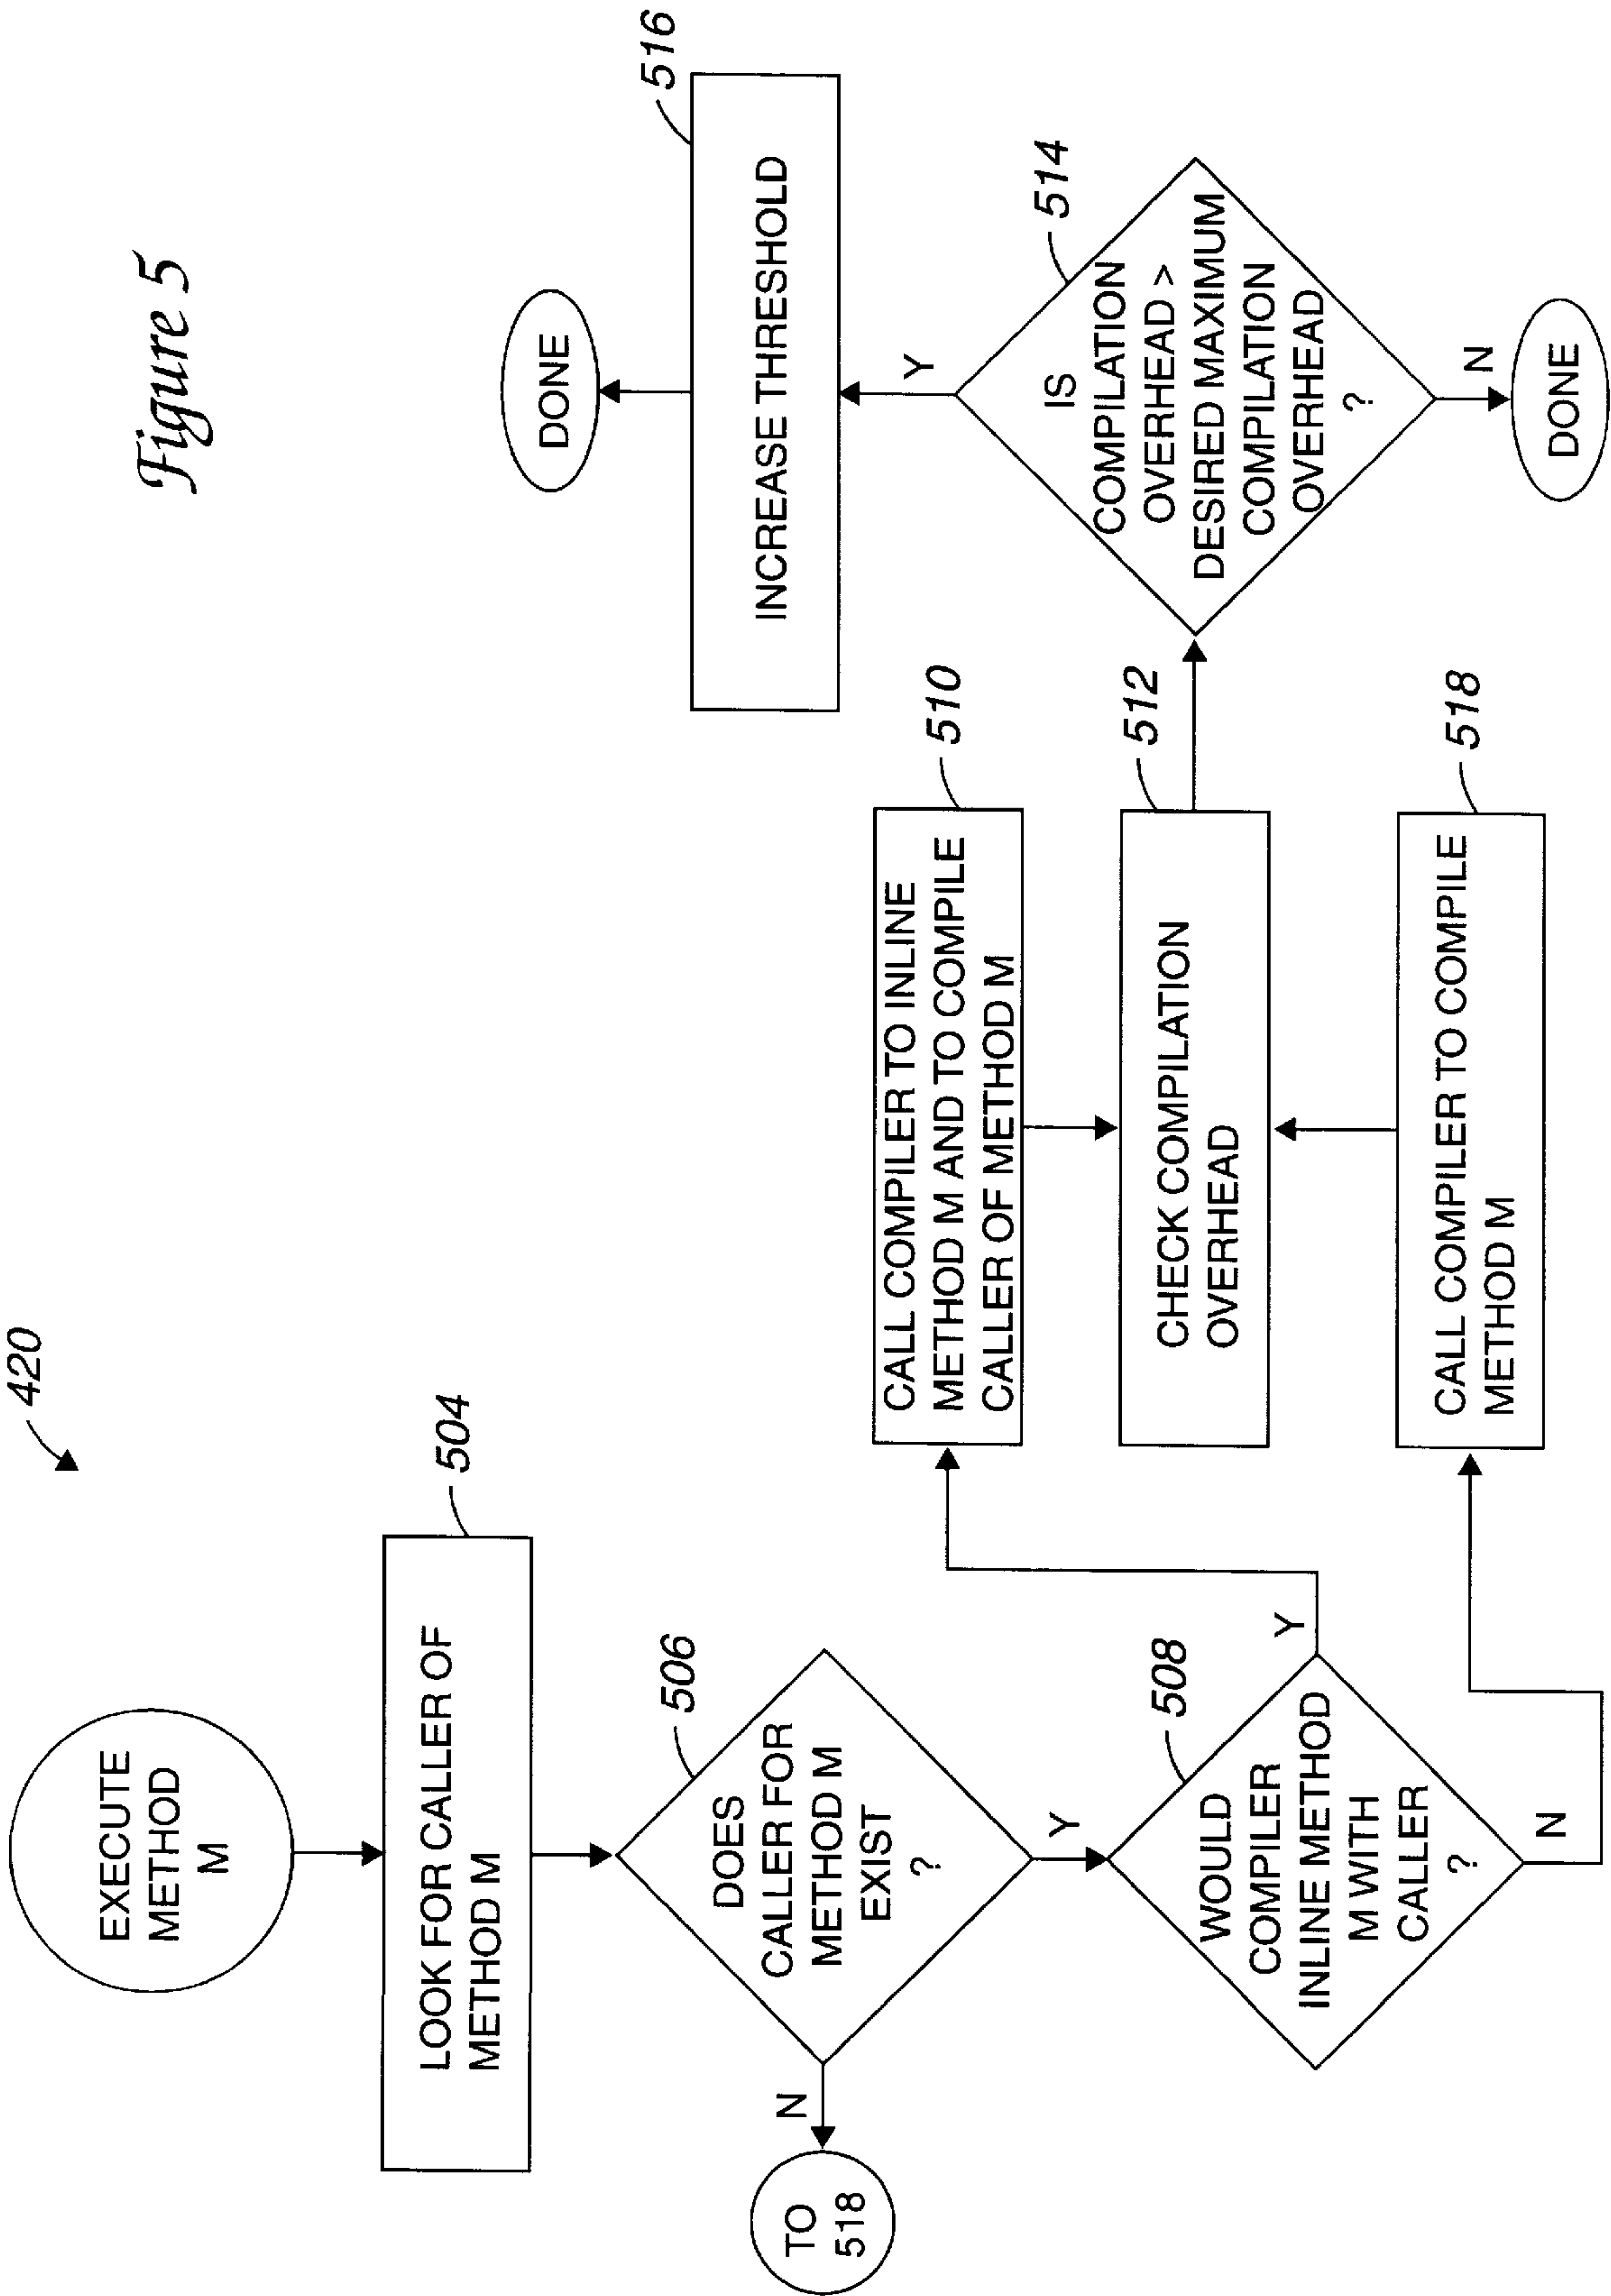 Figure 5
420
EXECUTE
METHOD
M
504
LOOK FOR CALLER OF
METHOD M
506
DOES
CALLER FOR
METHOD M
EXIST
?
N
TO
518
Y
508
WOULD
COMPILER
INLINE METHOD
M WITH
CALLER
?
Y
N
510
CALL COMPILER TO INLINE
METHOD M AND TO COMPILE
CALLER OF METHOD M
512
CHECK COMPILATION
OVERHEAD
518
CALL COMPILER TO COMPILE
METHOD M
514
IS
COMPILATION
OVERHEAD >
DESIRED MAXIMUM
COMPILATION
OVERHEAD
?
Y
N
516
INCREASE THRESHOLD
DONE
DONE